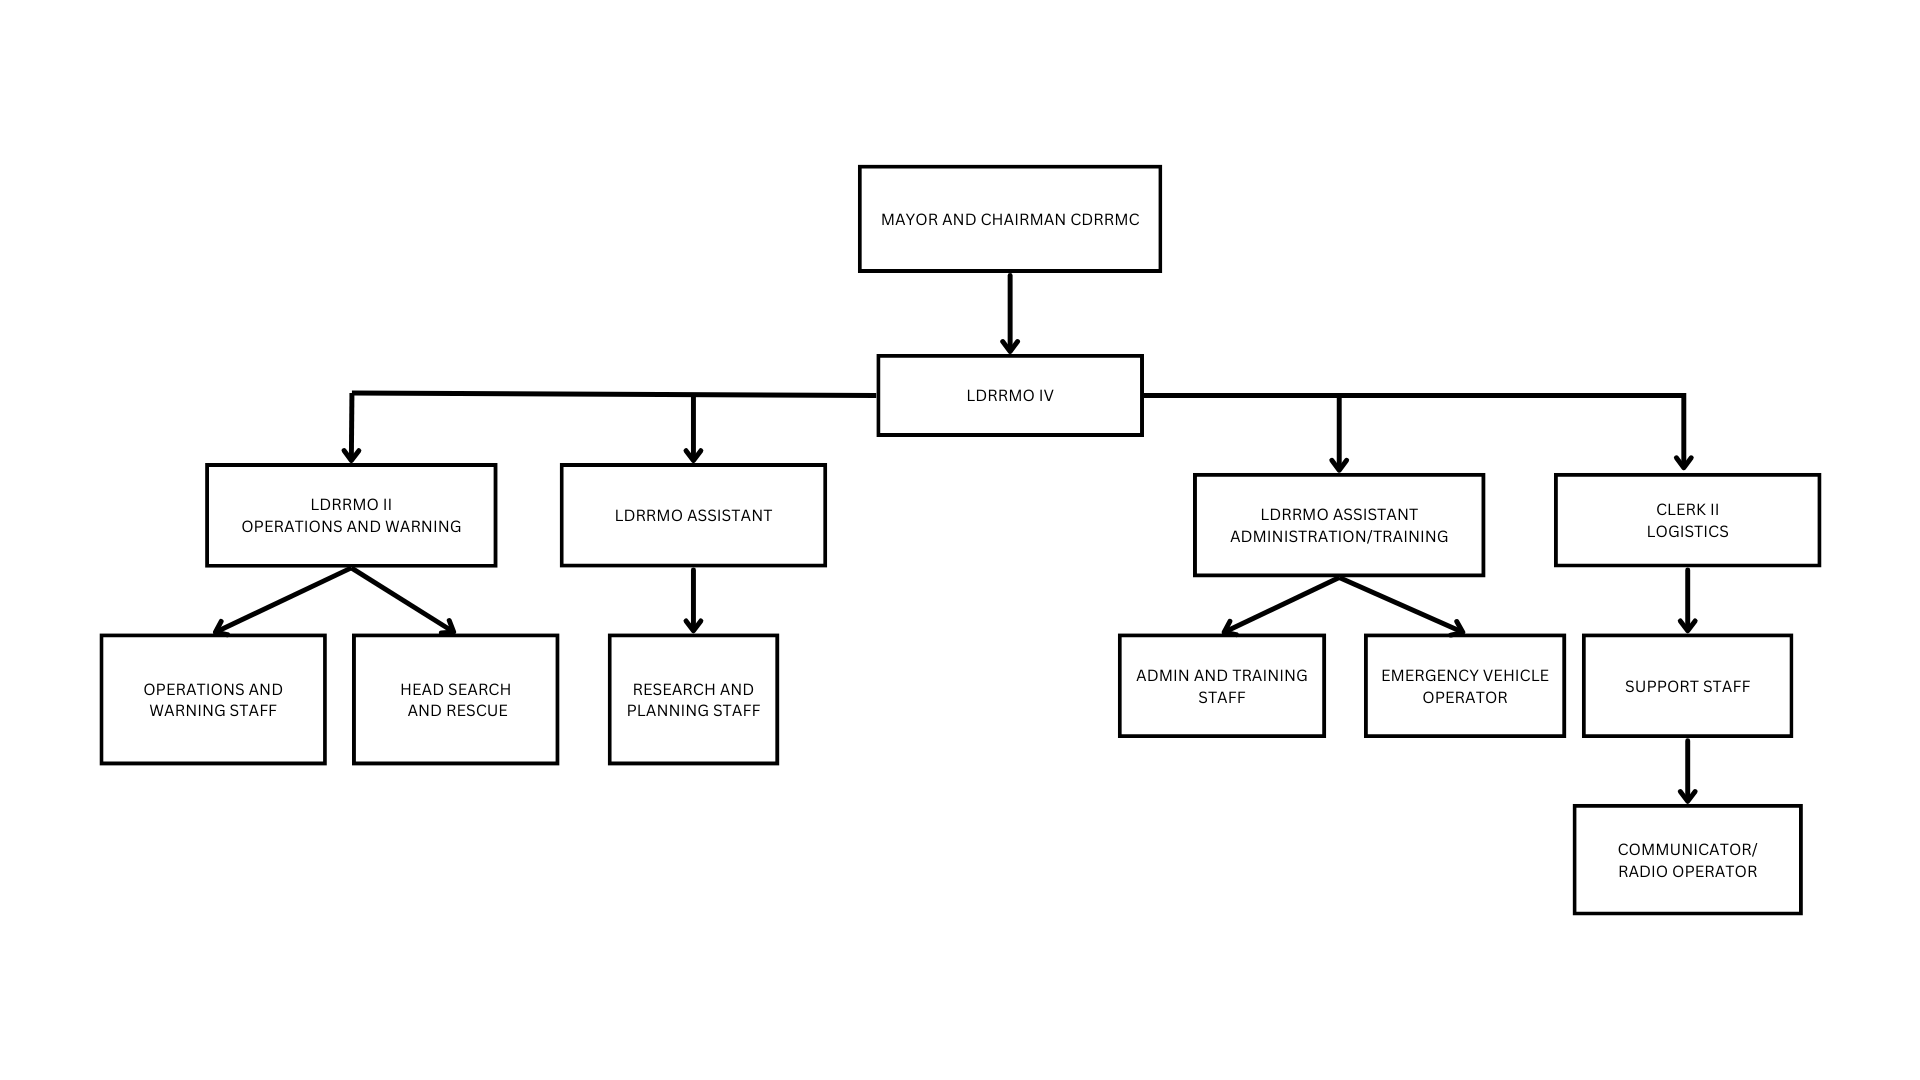 MAYOR AND CHAIRMAN CDRRMC
LDRRMO IV
LDRRMO II
OPERATIONS AND WARNING
LDRRMO ASSISTANT
LDRRMO ASSISTANT
ADMINISTRATION/TRAINING
CLERK II
LOGISTICS
OPERATIONS AND
WARNING STAFF
HEAD SEARCH
AND RESCUE
RESEARCH AND
PLANNING STAFF
ADMIN AND TRAINING
STAFF
EMERGENCY VEHICLE
OPERATOR
SUPPORT STAFF
COMMUNICATOR/
RADIO OPERATOR